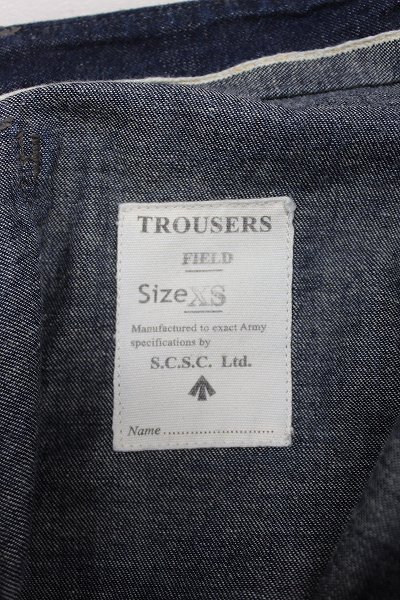 TROUSERS
FIELD
Size XS
Manufactured to exact Army
specifications by
S.C.S.C. Ltd.
Name ........................